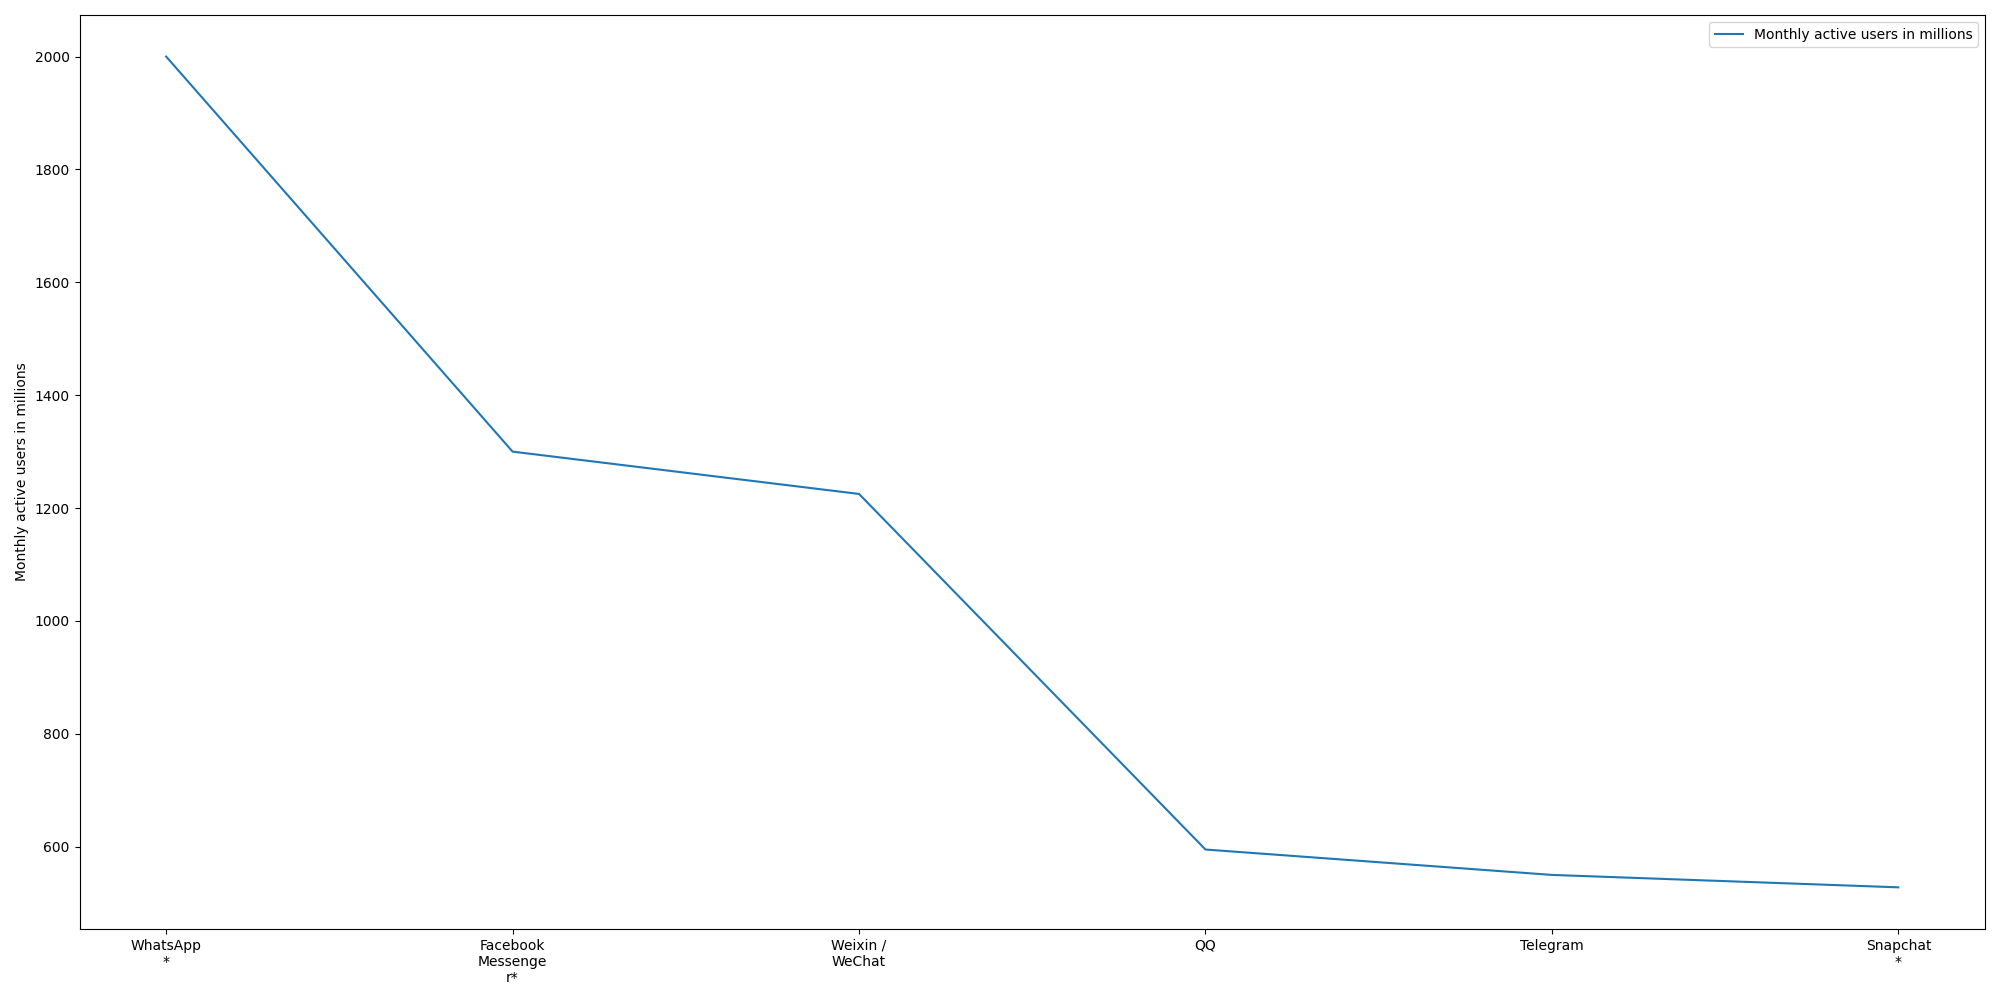 Monthly active users in millions
Monthly active users in millions
2000
1800
1600
1400
1200
1000
800
600
WhatsApp
*
Facebook
Messenge
r*
Weixin /
WeChat
QQ
Telegram
Snapchat
*